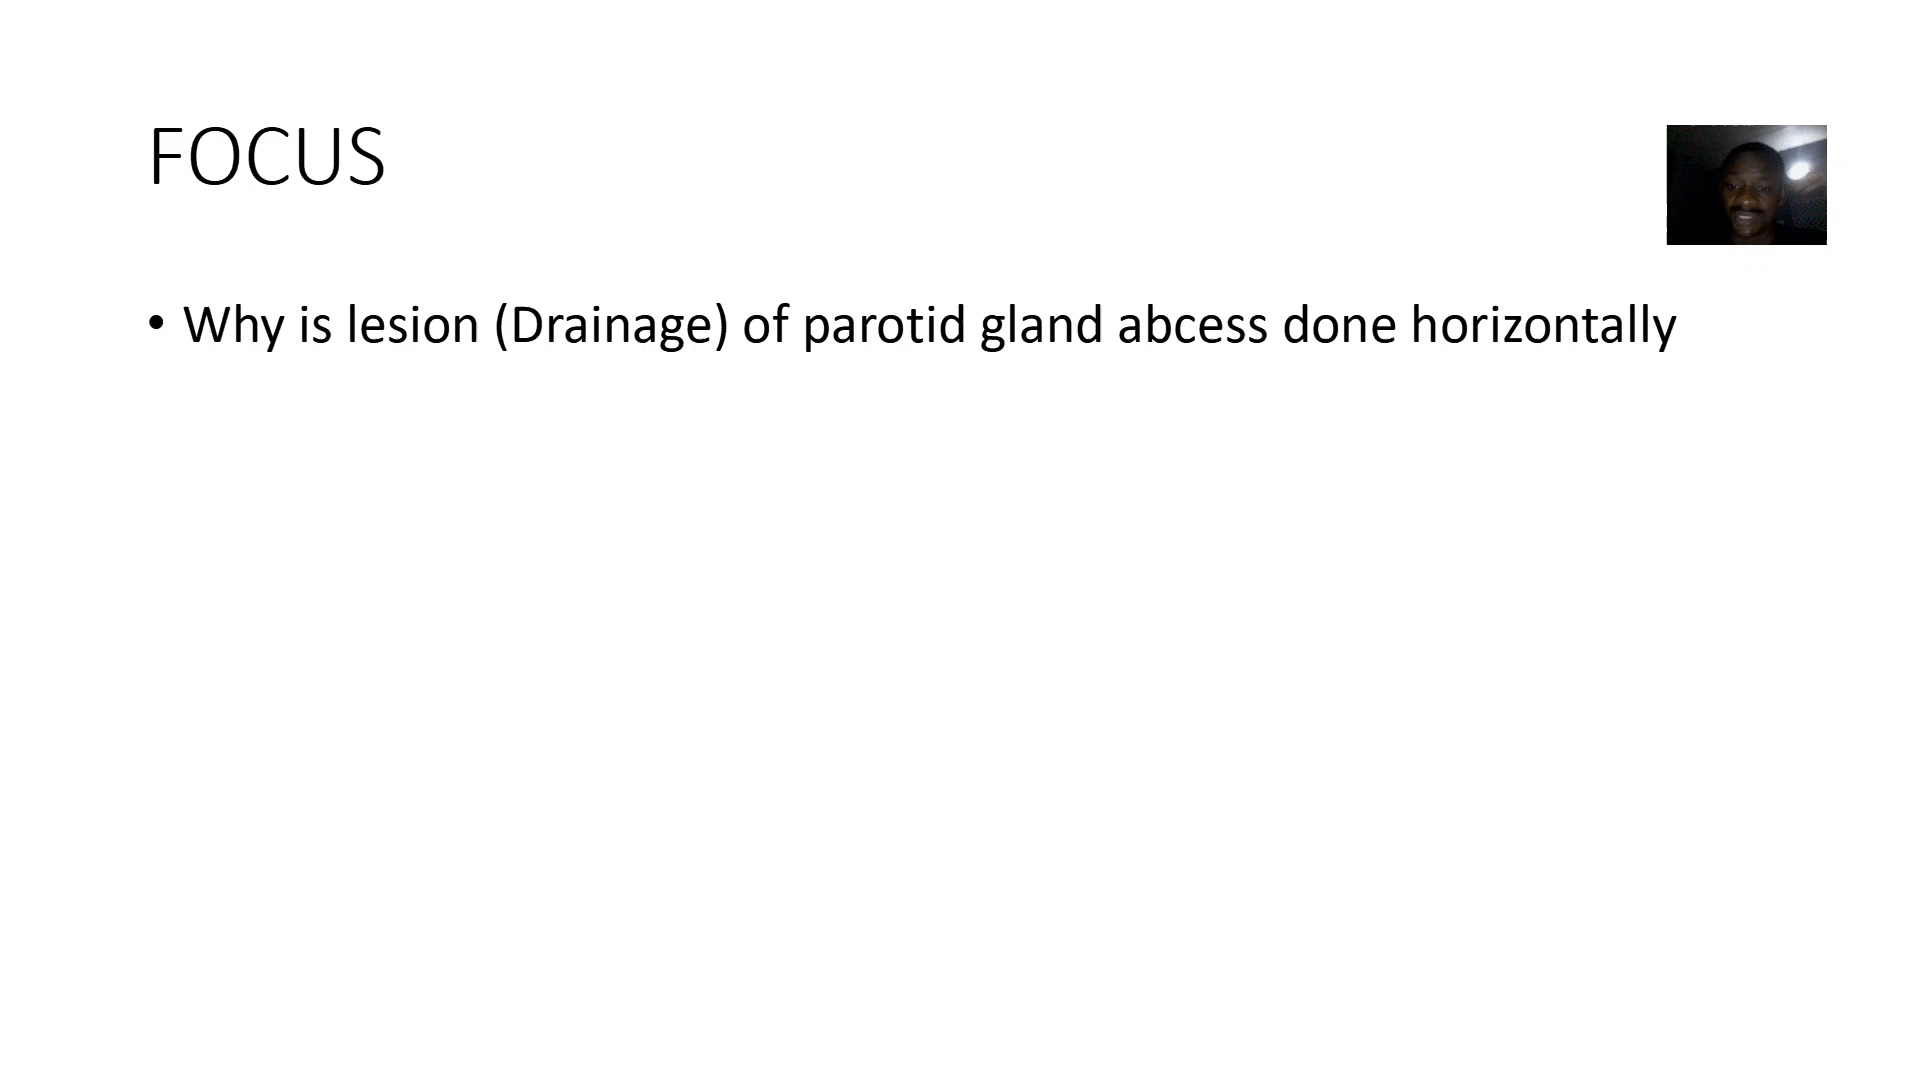 FOCUS
• Why is lesion (Drainage) of parotid gland abcess done horizontally